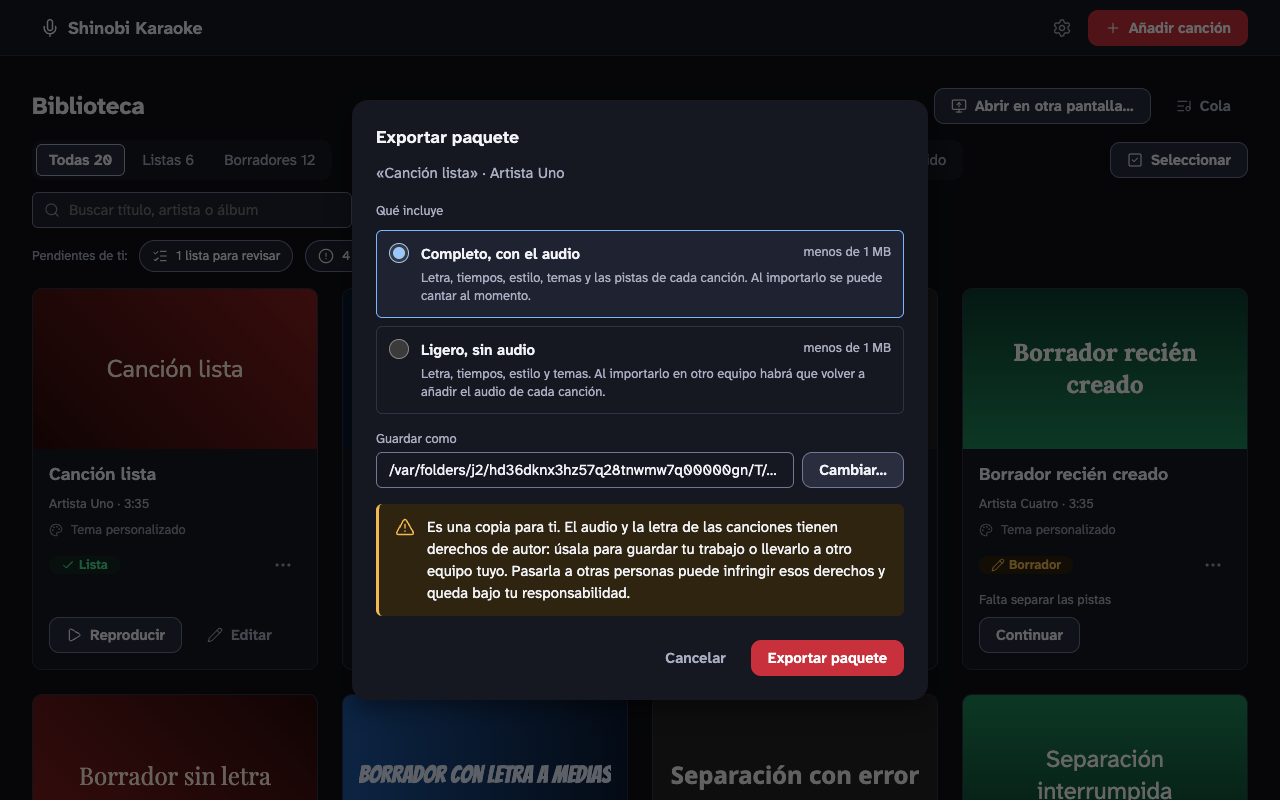 Shinobi Karaoke
Añadir canción
Biblioteca
Abrir en otra pantalla...
Cola
Todas 20
Listas 6
Borradores 12
Seleccionar
Buscar título, artista o álbum
Pendientes de ti:
1 lista para revisar
4
Exportar paquete
«Canción lista» · Artista Uno
Qué incluye
Completo, con el audio
menos de 1 MB
Letra, tiempos, estilo, temas y las pistas de cada canción. Al importarlo se puede
cantar al momento.
Ligero, sin audio
menos de 1 MB
Letra, tiempos, estilo y temas. Al importarlo en otro equipo habrá que volver a
añadir el audio de cada canción.
Guardar como
/var/folders/j2/hd36dknx3hz57q28tnwmw7q00000gn/T/...
Cambiar...
Es una copia para ti. El audio y la letra de las canciones tienen
derechos de autor: úsala para guardar tu trabajo o llevarlo a otro
equipo tuyo. Pasarla a otras personas puede infringir esos derechos y
queda bajo tu responsabilidad.
Cancelar
Exportar paquete
Canción lista
Canción lista
Artista Uno · 3:35
Tema personalizado
Lista
Reproducir
Editar
Borrador recién
creado
Borrador recién creado
Artista Cuatro · 3:35
Tema personalizado
Borrador
Falta separar las pistas
Continuar
Borrador sin letra
BORRADOR CON LETRA A MEDIAS
Separación con error
Separación
interrumpida